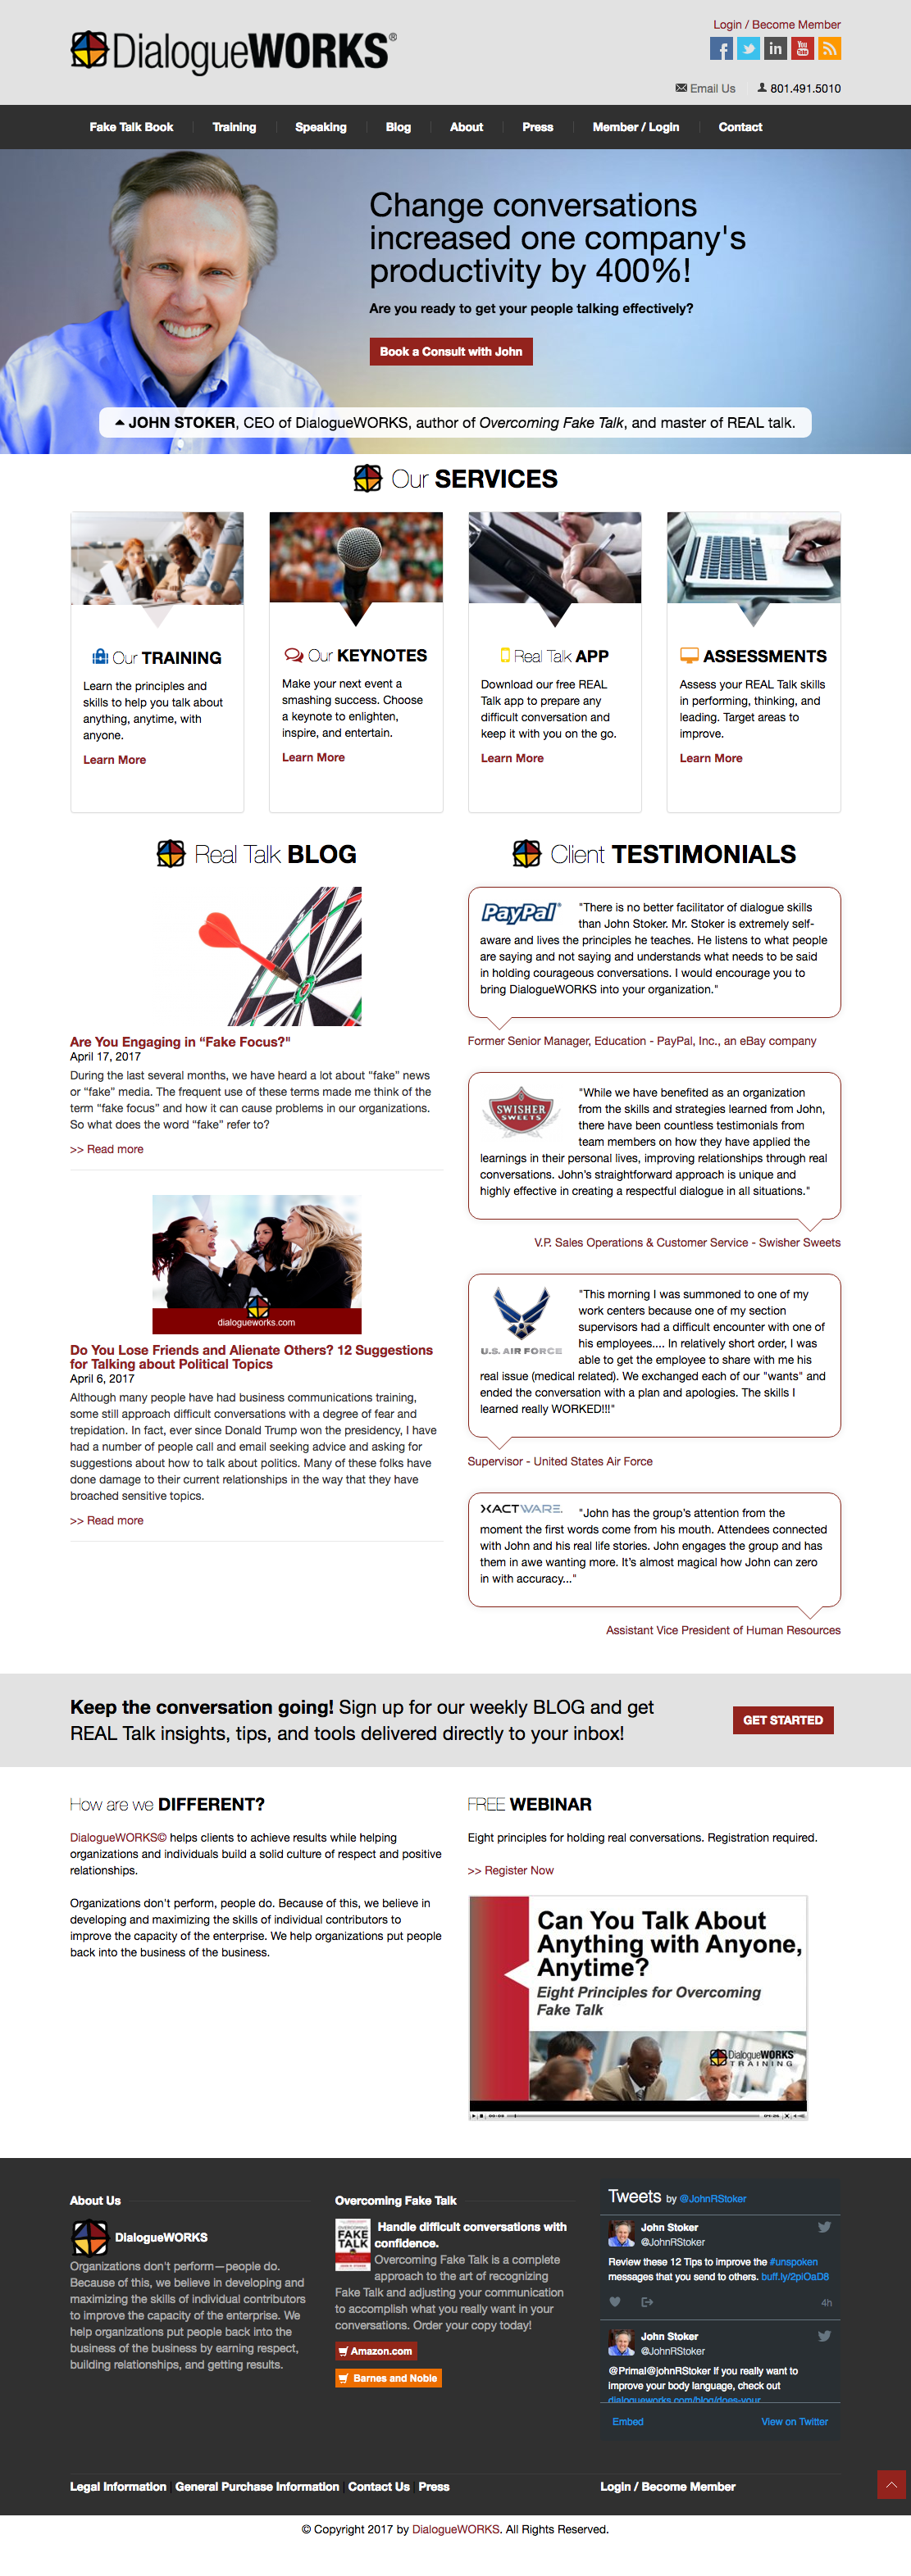 DialogueWORKS®
Login / Become Member
Email Us
801.491.5010
Fake Talk Book
Training
Speaking
Blog
About
Press
Member / Login
Contact
Change conversations
increased one company's
productivity by 400%!
Are you ready to get your people talking effectively?
Book a Consult with John
JOHN STOKER, CEO of DialogueWORKS, author of Overcoming Fake Talk, and master of REAL talk.
Our SERVICES
Our TRAINING
Learn the principles and
skills to help you talk about
anything, anytime, with
anyone.
Learn More
Our KEYNOTES
Make your next event a
smashing success. Choose
a keynote to enlighten,
inspire, and entertain.
Learn More
Real Talk APP
Download our free REAL
Talk app to prepare any
difficult conversation and
keep it with you on the go.
Learn More
ASSESSMENTS
Assess your REAL Talk skills
in performing, thinking, and
leading. Target areas to
improve.
Learn More
Real Talk BLOG
Are You Engaging in “Fake Focus?"
April 17, 2017
During the last several months, we have heard a lot about “fake” news
or “fake” media. The frequent use of these terms made me think of the
term “fake focus” and how it can cause problems in our organizations.
So what does the word “fake” refer to?
>> Read more
dialogueworks.com
Do You Lose Friends and Alienate Others? 12 Suggestions
for Talking about Political Topics
April 6, 2017
Although many people have had business communications training,
some still approach difficult conversations with a degree of fear and
trepidation. In fact, ever since Donald Trump won the presidency, I have
had a number of people call and email seeking advice and asking for
suggestions about how to talk about politics. Many of these folks have
done damage to their current relationships in the way that they have
broached sensitive topics.
>> Read more
Client TESTIMONIALS
PayPal
"There is no better facilitator of dialogue skills
than John Stoker. Mr. Stoker is extremely self-
aware and lives the principles he teaches. He listens to what people
are saying and not saying and understands what needs to be said
in holding courageous conversations. I would encourage you to
bring DialogueWORKS into your organization."
Former Senior Manager, Education - PayPal, Inc., an eBay company
SWISHER
SWEETS
"While we have benefited as an organization
from the skills and strategies learned from John,
there have been countless testimonials from
team members on how they have applied the
learnings in their personal lives, improving relationships through real
conversations. John's straightforward approach is unique and
highly effective in creating a respectful dialogue in all situations."
V.P. Sales Operations & Customer Service - Swisher Sweets
U.S. AIR FORCE
"This morning I was summoned to one of my
work centers because one of my section
supervisors had a difficult encounter with one of
his employees.... In relatively short order, I was
able to get the employee to share with me his
real issue (medical related). We exchanged each of our "wants" and
ended the conversation with a plan and apologies. The skills I
learned really WORKED!!!"
Supervisor - United States Air Force
XACTWARE.
"John has the group's attention from the
moment the first words come from his mouth. Attendees connected
with John and his real life stories. John engages the group and has
them in awe wanting more. It's almost magical how John can zero
in with accuracy..."
Assistant Vice President of Human Resources
Keep the conversation going! Sign up for our weekly BLOG and get
REAL Talk insights, tips, and tools delivered directly to your inbox!
GET STARTED
How are we DIFFERENT?
DialogueWORKS© helps clients to achieve results while helping
organizations and individuals build a solid culture of respect and positive
relationships.
Organizations don't perform, people do. Because of this, we believe in
developing and maximizing the skills of individual contributors to
improve the capacity of the enterprise. We help organizations put people
back into the business of the business.
FREE WEBINAR
Eight principles for holding real conversations. Registration required.
>> Register Now
Can You Talk About
Anything with Anyone,
Anytime?
Eight Principles for Overcoming
Fake Talk
DialogueWORKS
TRAINING
About Us
DialogueWORKS
Organizations don't perform—people do.
Because of this, we believe in developing and
maximizing the skills of individual contributors
to improve the capacity of the enterprise. We
help organizations put people back into the
business of the business by earning respect,
building relationships, and getting results.
Overcoming Fake Talk
OVERCOMING
FAKE
TALK
Handle difficult conversations with
confidence.
Overcoming Fake Talk is a complete
approach to the art of recognizing
Fake Talk and adjusting your communication
to accomplish what you really want in your
conversations. Order your copy today!
Amazon.com
Barnes and Noble
Tweets by @JohnRStoker
John Stoker
@JohnRStoker
Review these 12 Tips to improve the #unspoken
messages that you send to others. buff.ly/2piOaD8
4h
John Stoker
@JohnRStoker
@Primal@johnRStoker If you really want to
improve your body language, check out
dialogueworks.com/blog/does-your
Embed
View on Twitter
Legal Information | General Purchase Information | Contact Us | Press
Login / Become Member
© Copyright 2017 by DialogueWORKS. All Rights Reserved.